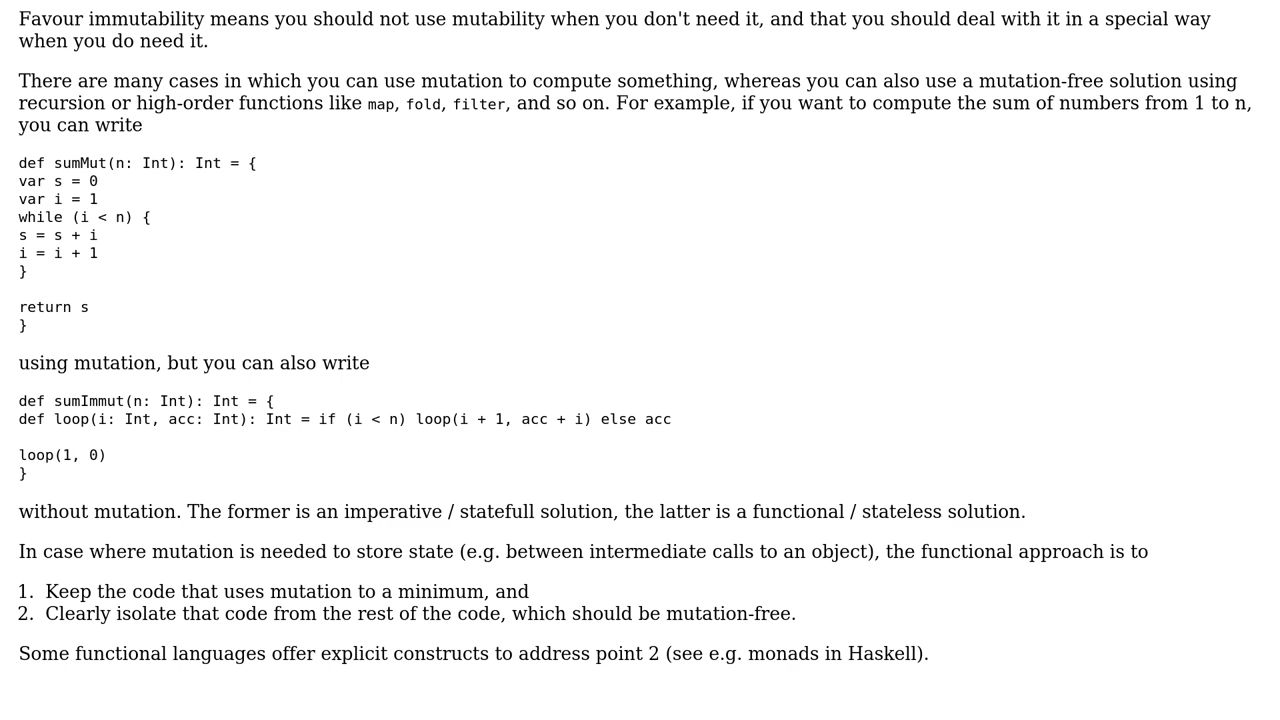 Favour immutability means you should not use mutability when you don't need it, and that you should deal with it in a special way
when you do need it.
There are many cases in which you can use mutation to compute something, whereas you can also use a mutation-free solution using
recursion or high-order functions like map, fold, filter, and so on. For example, if you want to compute the sum of numbers from 1 to n,
you can write
def sumMut(n: Int): Int = {
var s = 0
var i = 1
while (i < n) {
s = s + i
i = i + 1
}
return s
}
using mutation, but you can also write
def sumImmut(n: Int): Int = {
def loop(i: Int, acc: Int): Int = if (i < n) loop(i + 1, acc + i) else acc
loop(1, 0)
}
without mutation. The former is an imperative / statefull solution, the latter is a functional / stateless solution.
In case where mutation is needed to store state (e.g. between intermediate calls to an object), the functional approach is to
1. Keep the code that uses mutation to a minimum, and
2. Clearly isolate that code from the rest of the code, which should be mutation-free.
Some functional languages offer explicit constructs to address point 2 (see e.g. monads in Haskell).